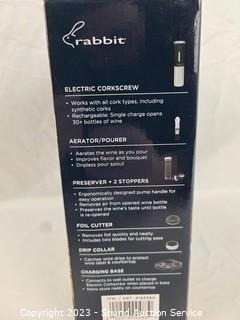 rabbit
ELECTRIC CORKSCREW
• Works with all cork types, including
synthetic corks
• Rechargeable: Single charge opens
30+ bottles of wine
AERATOR/POURER
• Aerates the wine as you pour
• Improves flavor and bouquet
• Dripless pour spout
PRESERVER + 2 STOPPERS
• Ergonomically designed pump handle for
easy operation
• Removes air from opened wine bottle
• Preserves the wine's taste until bottle
is re-opened
FOIL CUTTER
• Removes foil quickly and neatly
• Includes two blades for cutting ease
DRIP COLLAR
• Catches wine drips to protect
wine label & countertop
CHARGING BASE
• Connects to wall outlet to charge
Electric Corkscrew when placed in base
• Items store neatly on countertop
ITM. / ART.
Copyright 2023 - Sound Auction Service